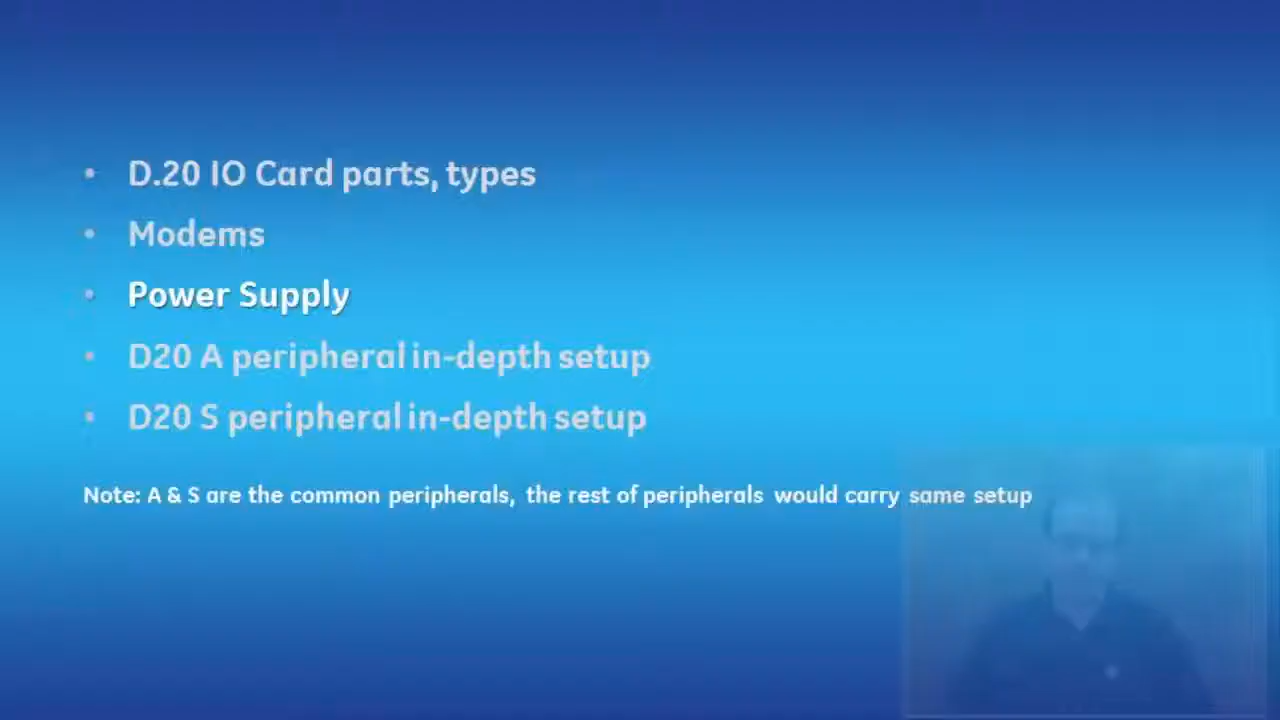 • D.20 IO Card parts, types
• Modems
• Power Supply
• D20 A peripheral in-depth setup
• D20 S peripheral in-depth setup
Note: A & S are the common peripherals, the rest of peripherals would carry same setup